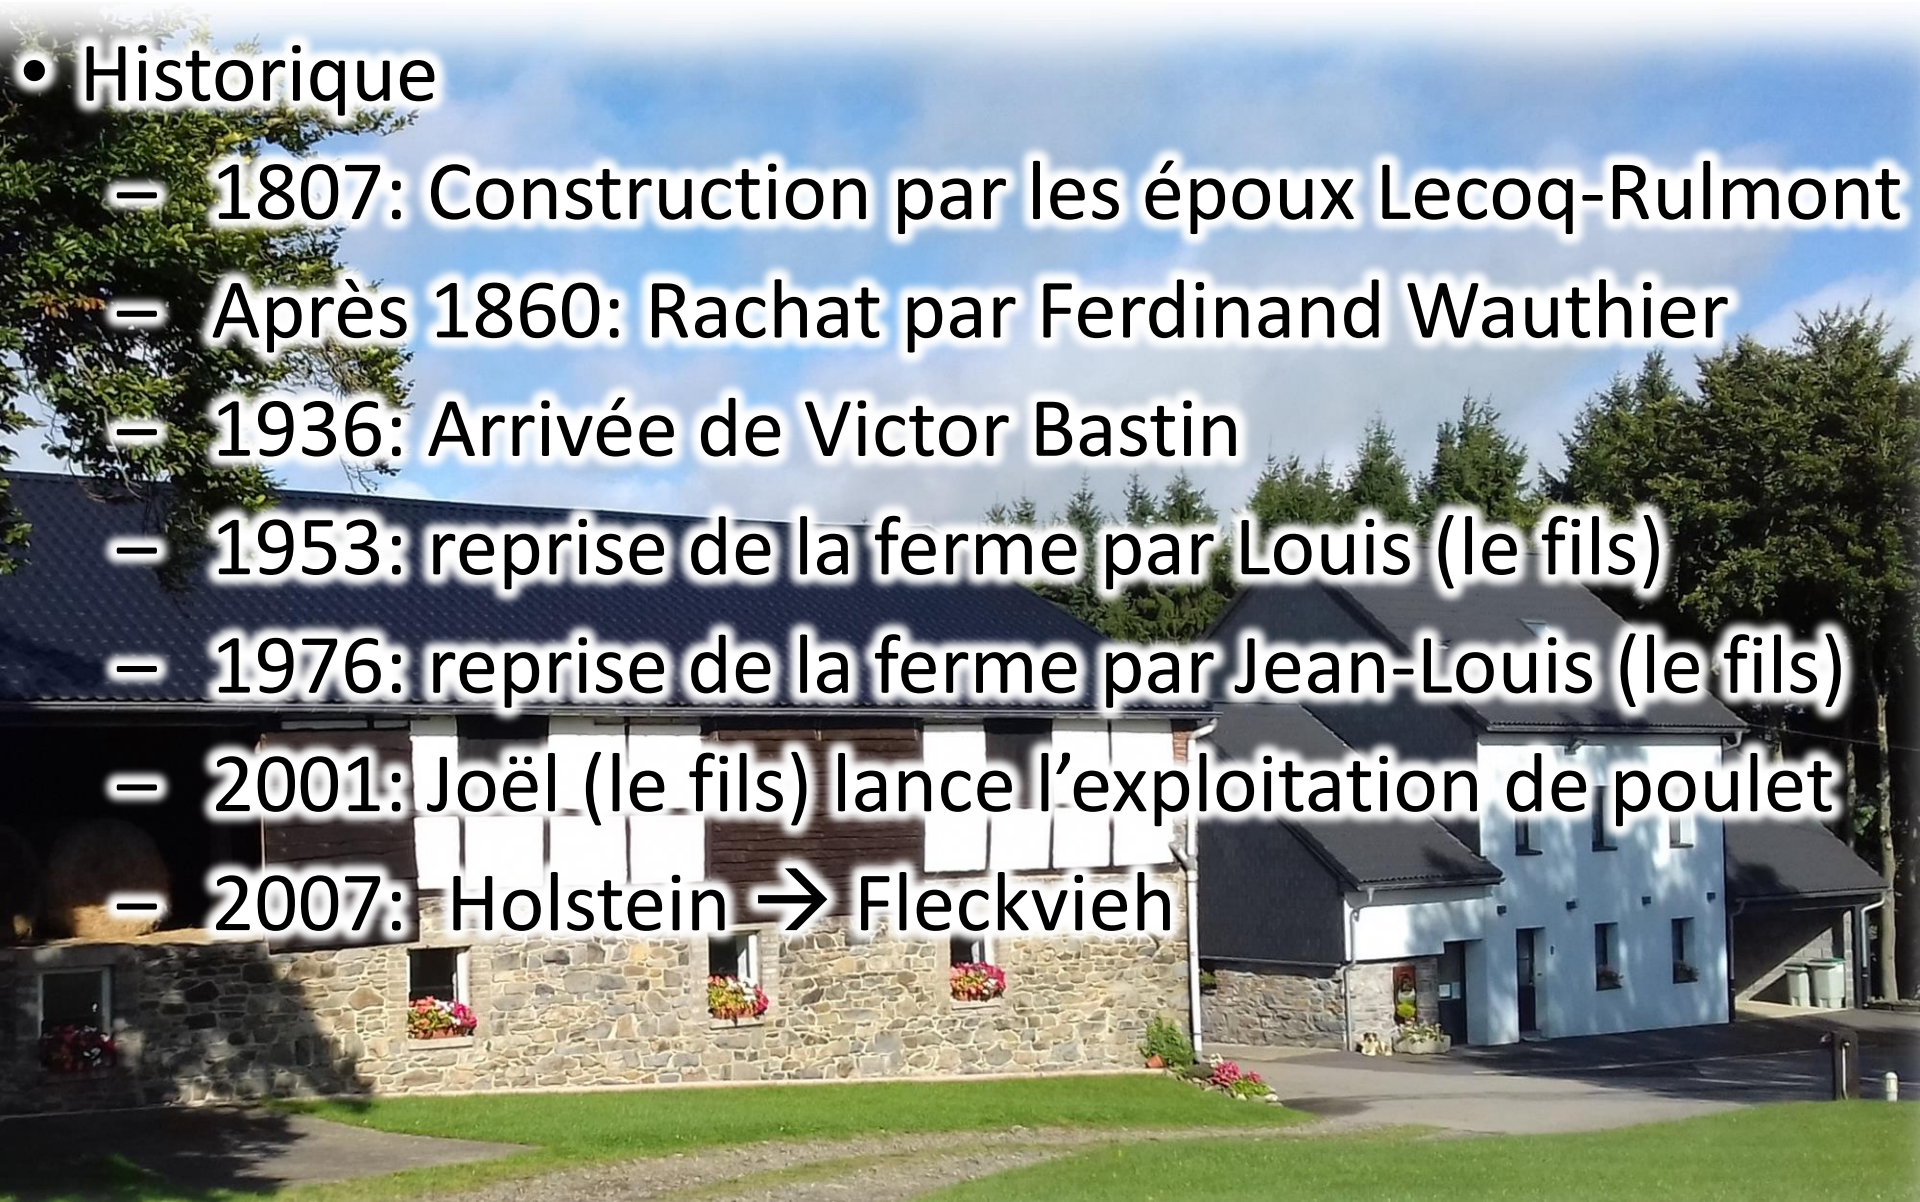 • Historique
– 1807: Construction par les époux Lecoq-Rulmont
– Après 1860: Rachat par Ferdinand Wauthier
– 1936: Arrivée de Victor Bastin
– 1953: reprise de la ferme par Louis (le fils)
– 1976: reprise de la ferme par Jean-Louis (le fils)
– 2001: Joël (le fils) lance l’exploitation de poulet
– 2007: Holstein → Fleckvieh